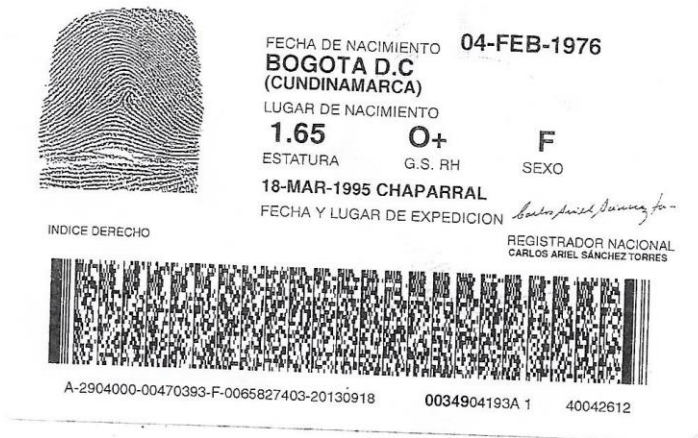 FECHA DE NACIMIENTO 04-FEB-1976
BOGOTA D.C
(CUNDINAMARCA)
LUGAR DE NACIMIENTO
1.65 O+ F
ESTATURA G.S. RH SEXO
18-MAR-1995 CHAPARRAL
FECHA Y LUGAR DE EXPEDICION
INDICE DERECHO
REGISTRADOR NACIONAL
CARLOS ARIEL SÁNCHEZ TORRES
A-2904000-00470393-F-0065827403-20130918 0034904193A 1 40042612